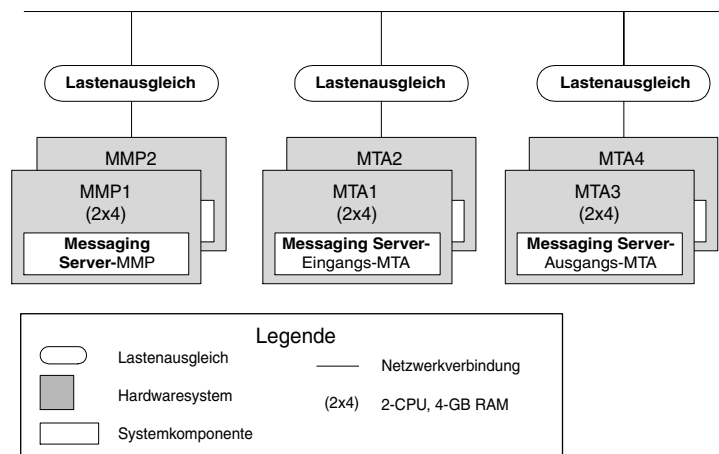 Lastenausgleich Lastenausgleich Lastenausgleich
MMP2 MTA2 MTA4
MMP1 MTA1 MTA3
(2x4) (2x4) (2x4)
Messaging Messaging Server- Messaging Server-
Server-MMP Eingangs-MTA Ausgangs-MTA
Legende
Lastenausgleich Netzwerkverbindung
Hardwaresystem (2x4) 2-CPU, 4-GB RAM
Systemkomponente